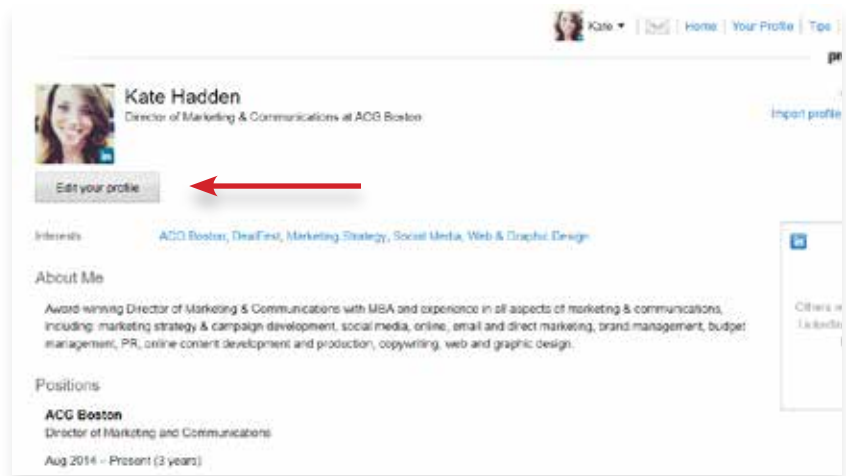 Kate ▾ | Home | Your Profile | Tips
pr
Kate Hadden
Director of Marketing & Communications at ACG Boston
Import profile
Edit your profile
Interests ACG Boston, DealFest, Marketing Strategy, Social Media, Web & Graphic Design
in
About Me
Award-winning Director of Marketing & Communications with MBA and experience in all aspects of marketing & communications,
including: marketing strategy & campaign development, social media, online, email and direct marketing, brand management, budget
management, PR, online content development and production, copywriting, web and graphic design.
Others
LinkedIn
Positions
ACG Boston
Director of Marketing and Communications
Aug 2014 – Present (3 years)